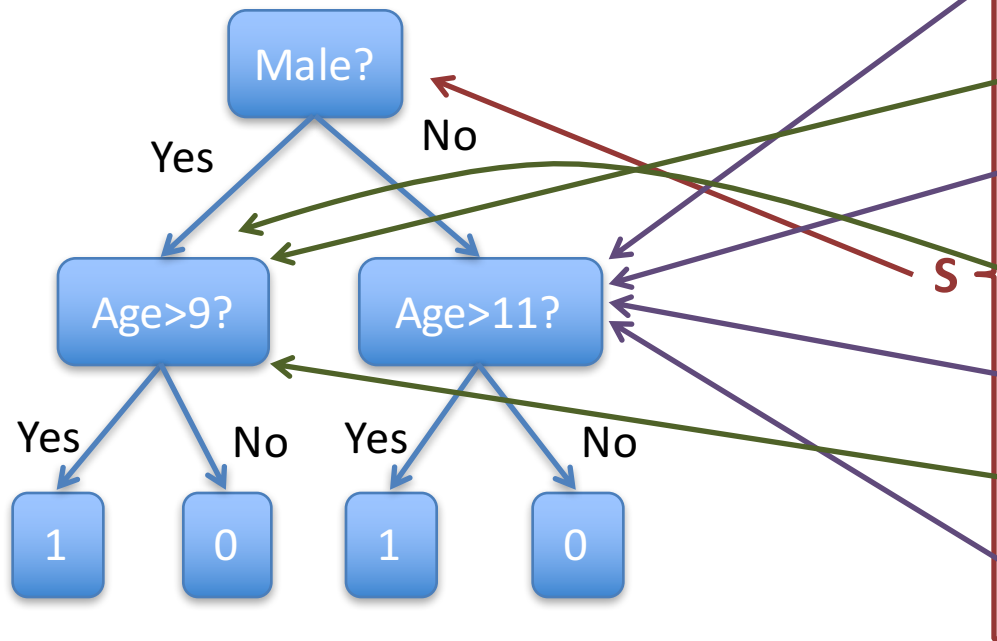 Male?
Yes
No
S
Age>9?
Age>11?
Yes
No
Yes
No
1
0
1
0